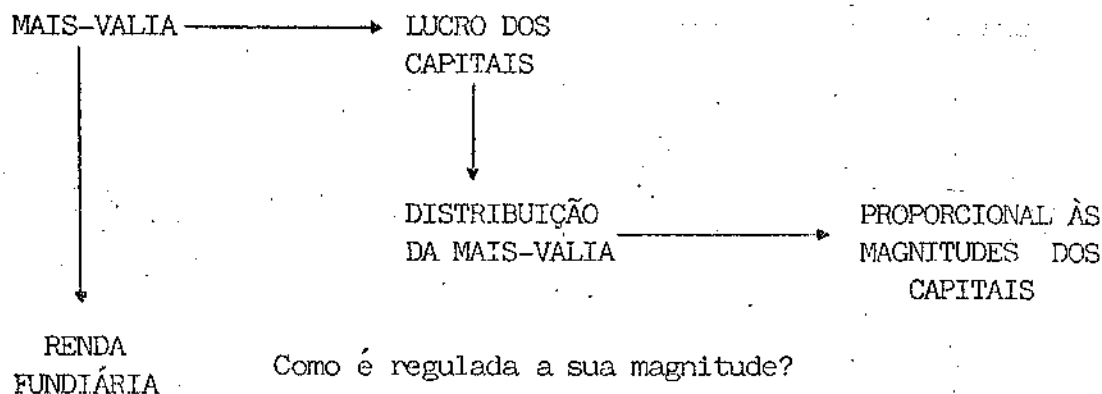 MAIS-VALIA
LUCRO DOS
CAPITAIS
DISTRIBUIÇÃO
DA MAIS-VALIA
PROPORCIONAL ÀS
MAGNITUDES DOS
CAPITAIS
RENDA
FUNDIÁRIA
Como é regulada a sua magnitude?